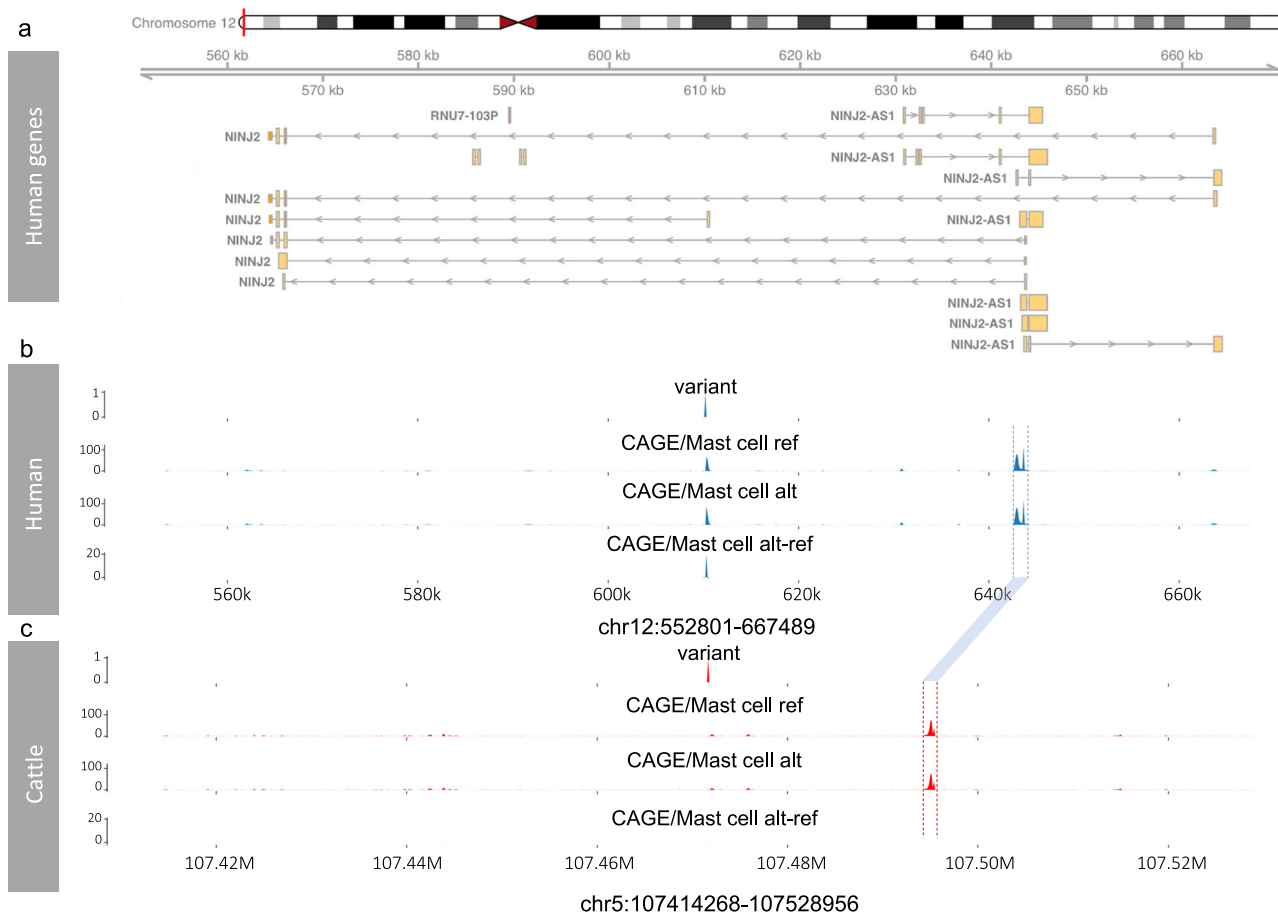 a
Chromosome 12
Human genes
560 kb 580 kb 600 kb 620 kb 640 kb 660 kb
570 kb 590 kb 610 kb 630 kb 650 kb
RNU7-103P NINJ2-AS1
NINJ2
NINJ2-AS1
NINJ2-AS1
NINJ2
NINJ2 NINJ2-AS1
NINJ2
NINJ2
NINJ2
NINJ2-AS1
NINJ2-AS1
NINJ2-AS1
b
Human
variant
1
0
CAGE/Mast cell ref
100
0
CAGE/Mast cell alt
100
0
CAGE/Mast cell alt-ref
20
0
560k 580k 600k 620k 640k 660k
chr12:552801-667489
c
Cattle
variant
1
0
CAGE/Mast cell ref
100
0
CAGE/Mast cell alt
100
0
CAGE/Mast cell alt-ref
20
0
107.42M 107.44M 107.46M 107.48M 107.50M 107.52M
chr5:107414268-107528956